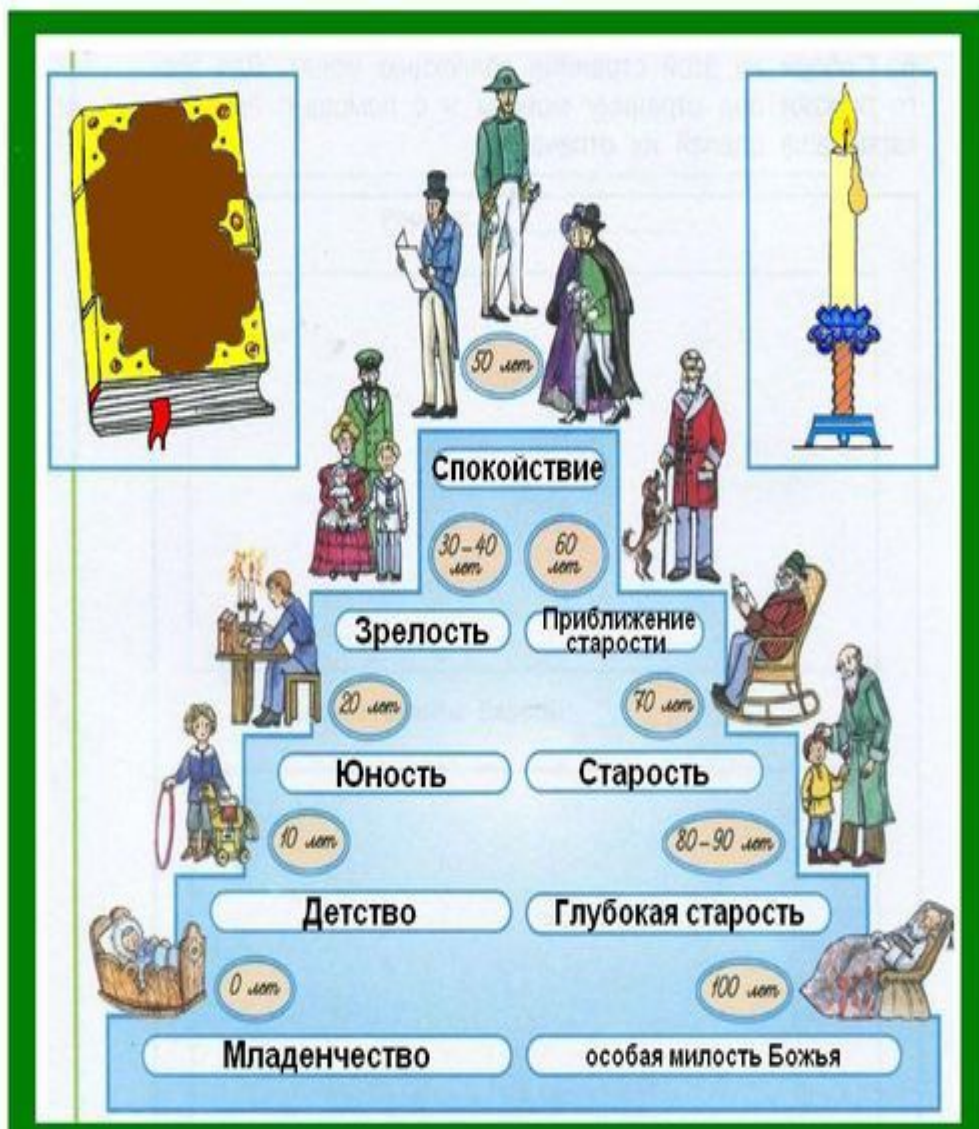 50 лет
Спокойствие
30-40
лет
60
лет
Зрелость
Приближение
старости
20 лет
70 лет
Юность
Старость
10 лет
80-90 лет
Детство
Глубокая старость
0 лет
100 лет
Младенчество
особая милость Божья